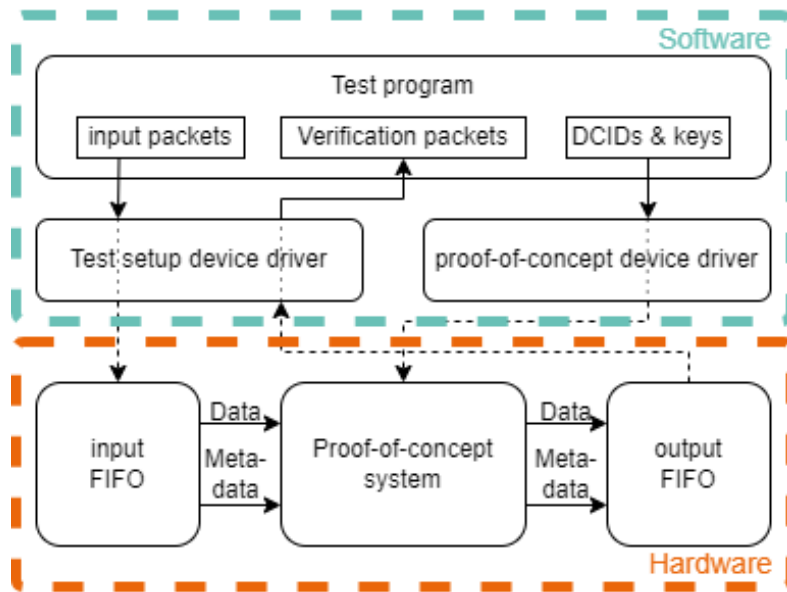 Software
Test program
input packets
Verification packets
DCIDs & keys
Test setup device driver
proof-of-concept device driver
input
FIFO
Data
Meta-
data
Proof-of-concept
system
Data
Meta-
data
output
FIFO
Hardware